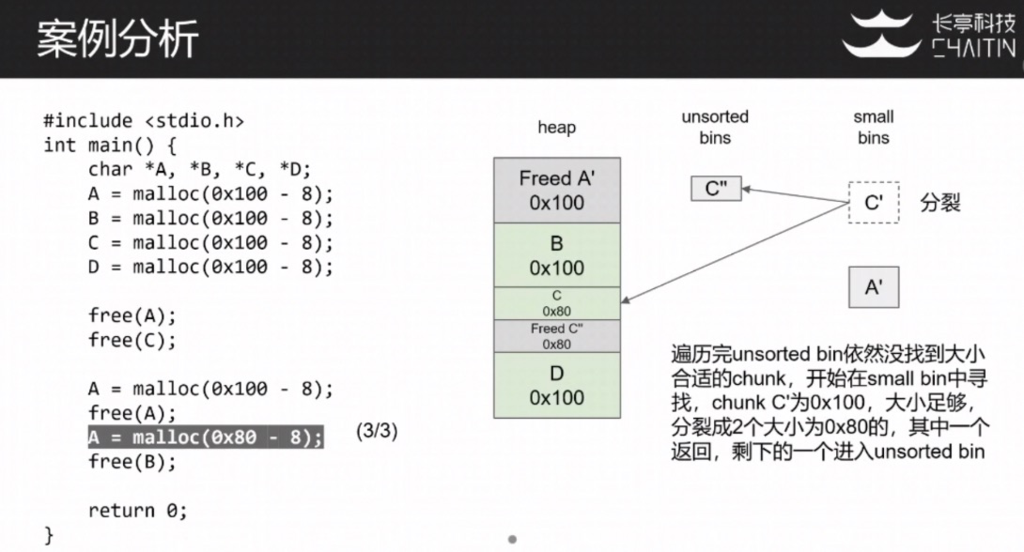 案例分析
长亭科技
CHAITIN
#include <stdio.h>
int main() {
char *A, *B, *C, *D;
A = malloc(0x100 - 8);
B = malloc(0x100 - 8);
C = malloc(0x100 - 8);
D = malloc(0x100 - 8);
free(A);
free(C);
A = malloc(0x100 - 8);
free(A);
A = malloc(0x80 - 8);
(3/3)
free(B);
return 0;
}
heap
Freed A'
0x100
B
0x100
C
0x80
Freed C"
0x80
D
0x100
unsorted
bins
C"
small
bins
C'
分裂
A'
遍历完unsorted bin依然没找到大小
合适的chunk，开始在small bin中寻
找，chunk C'为0x100，大小足够，
分裂成2个大小为0x80的，其中一个
返回，剩下的一个进入unsorted bin